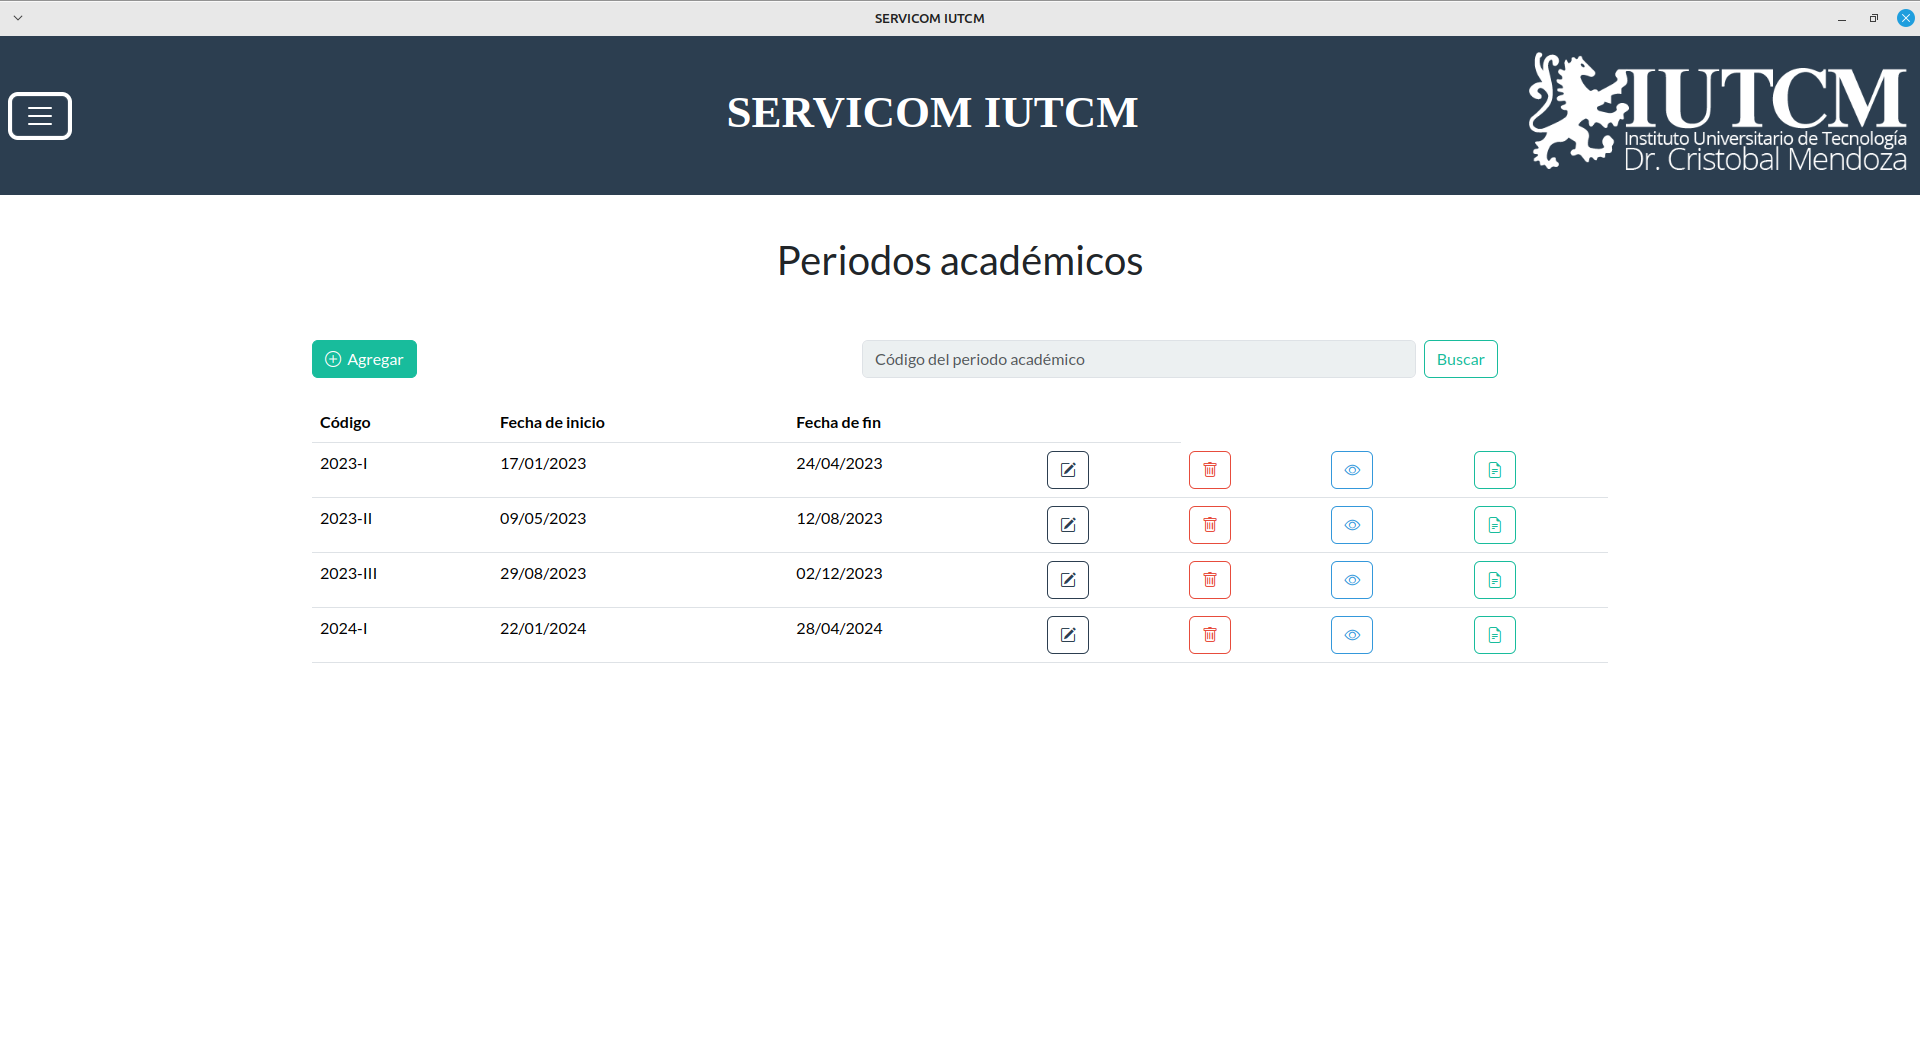 SERVICOM IUTCM
SERVICOM IUTCM
IUTCM
Instituto Universitario de Tecnología
Dr. Cristobal Mendoza
Periodos académicos
Agregar
Código del periodo académico
Buscar
Código Fecha de inicio Fecha de fin
2023-I 17/01/2023 24/04/2023
2023-II 09/05/2023 12/08/2023
2023-III 29/08/2023 02/12/2023
2024-I 22/01/2024 28/04/2024